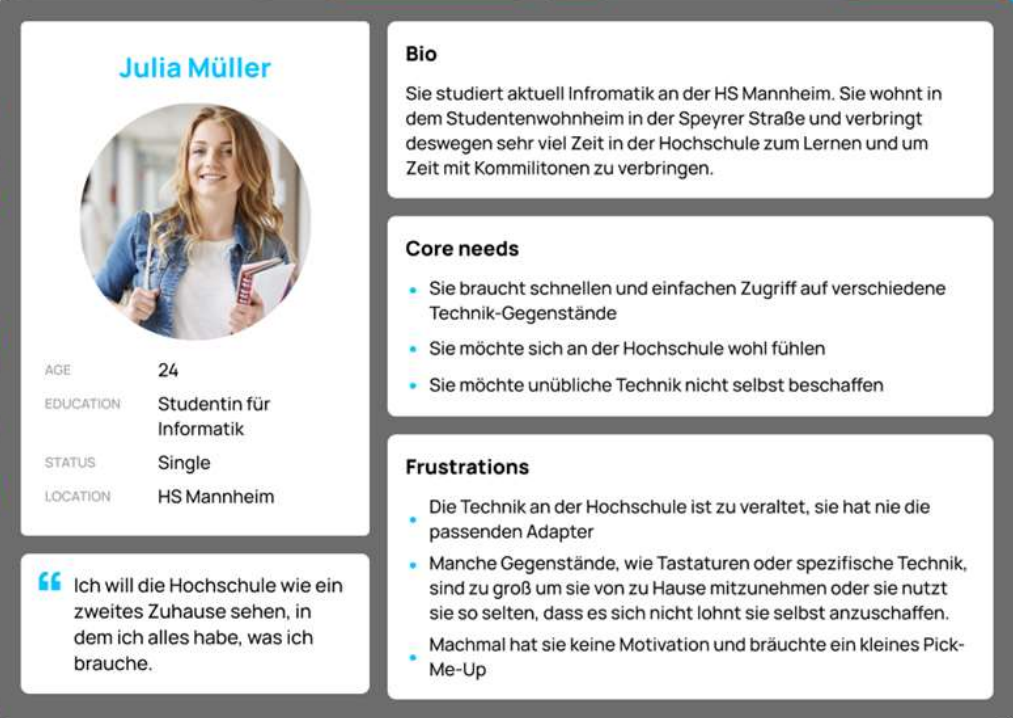 Julia Müller
AGE 24
EDUCATION Studentin für
Informatik
STATUS Single
LOCATION HS Mannheim
“ Ich will die Hochschule wie ein
zweites Zuhause sehen, in
dem ich alles habe, was ich
brauche.
Bio
Sie studiert aktuell Infromatik an der HS Mannheim. Sie wohnt in
dem Studentenwohnheim in der Speyrer Straße und verbringt
deswegen sehr viel Zeit in der Hochschule zum Lernen und um
Zeit mit Kommilitonen zu verbringen.
Core needs
• Sie braucht schnellen und einfachen Zugriff auf verschiedene
Technik-Gegenstände
• Sie möchte sich an der Hochschule wohl fühlen
• Sie möchte unübliche Technik nicht selbst beschaffen
Frustrations
• Die Technik an der Hochschule ist zu veraltet, sie hat nie die
passenden Adapter
• Manche Gegenstände, wie Tastaturen oder spezifische Technik,
sind zu groß um sie von zu Hause mitzunehmen oder sie nutzt
sie so selten, dass es sich nicht lohnt sie selbst anzuschaffen.
• Machmal hat sie keine Motivation und bräuchte ein kleines Pick-
Me-Up